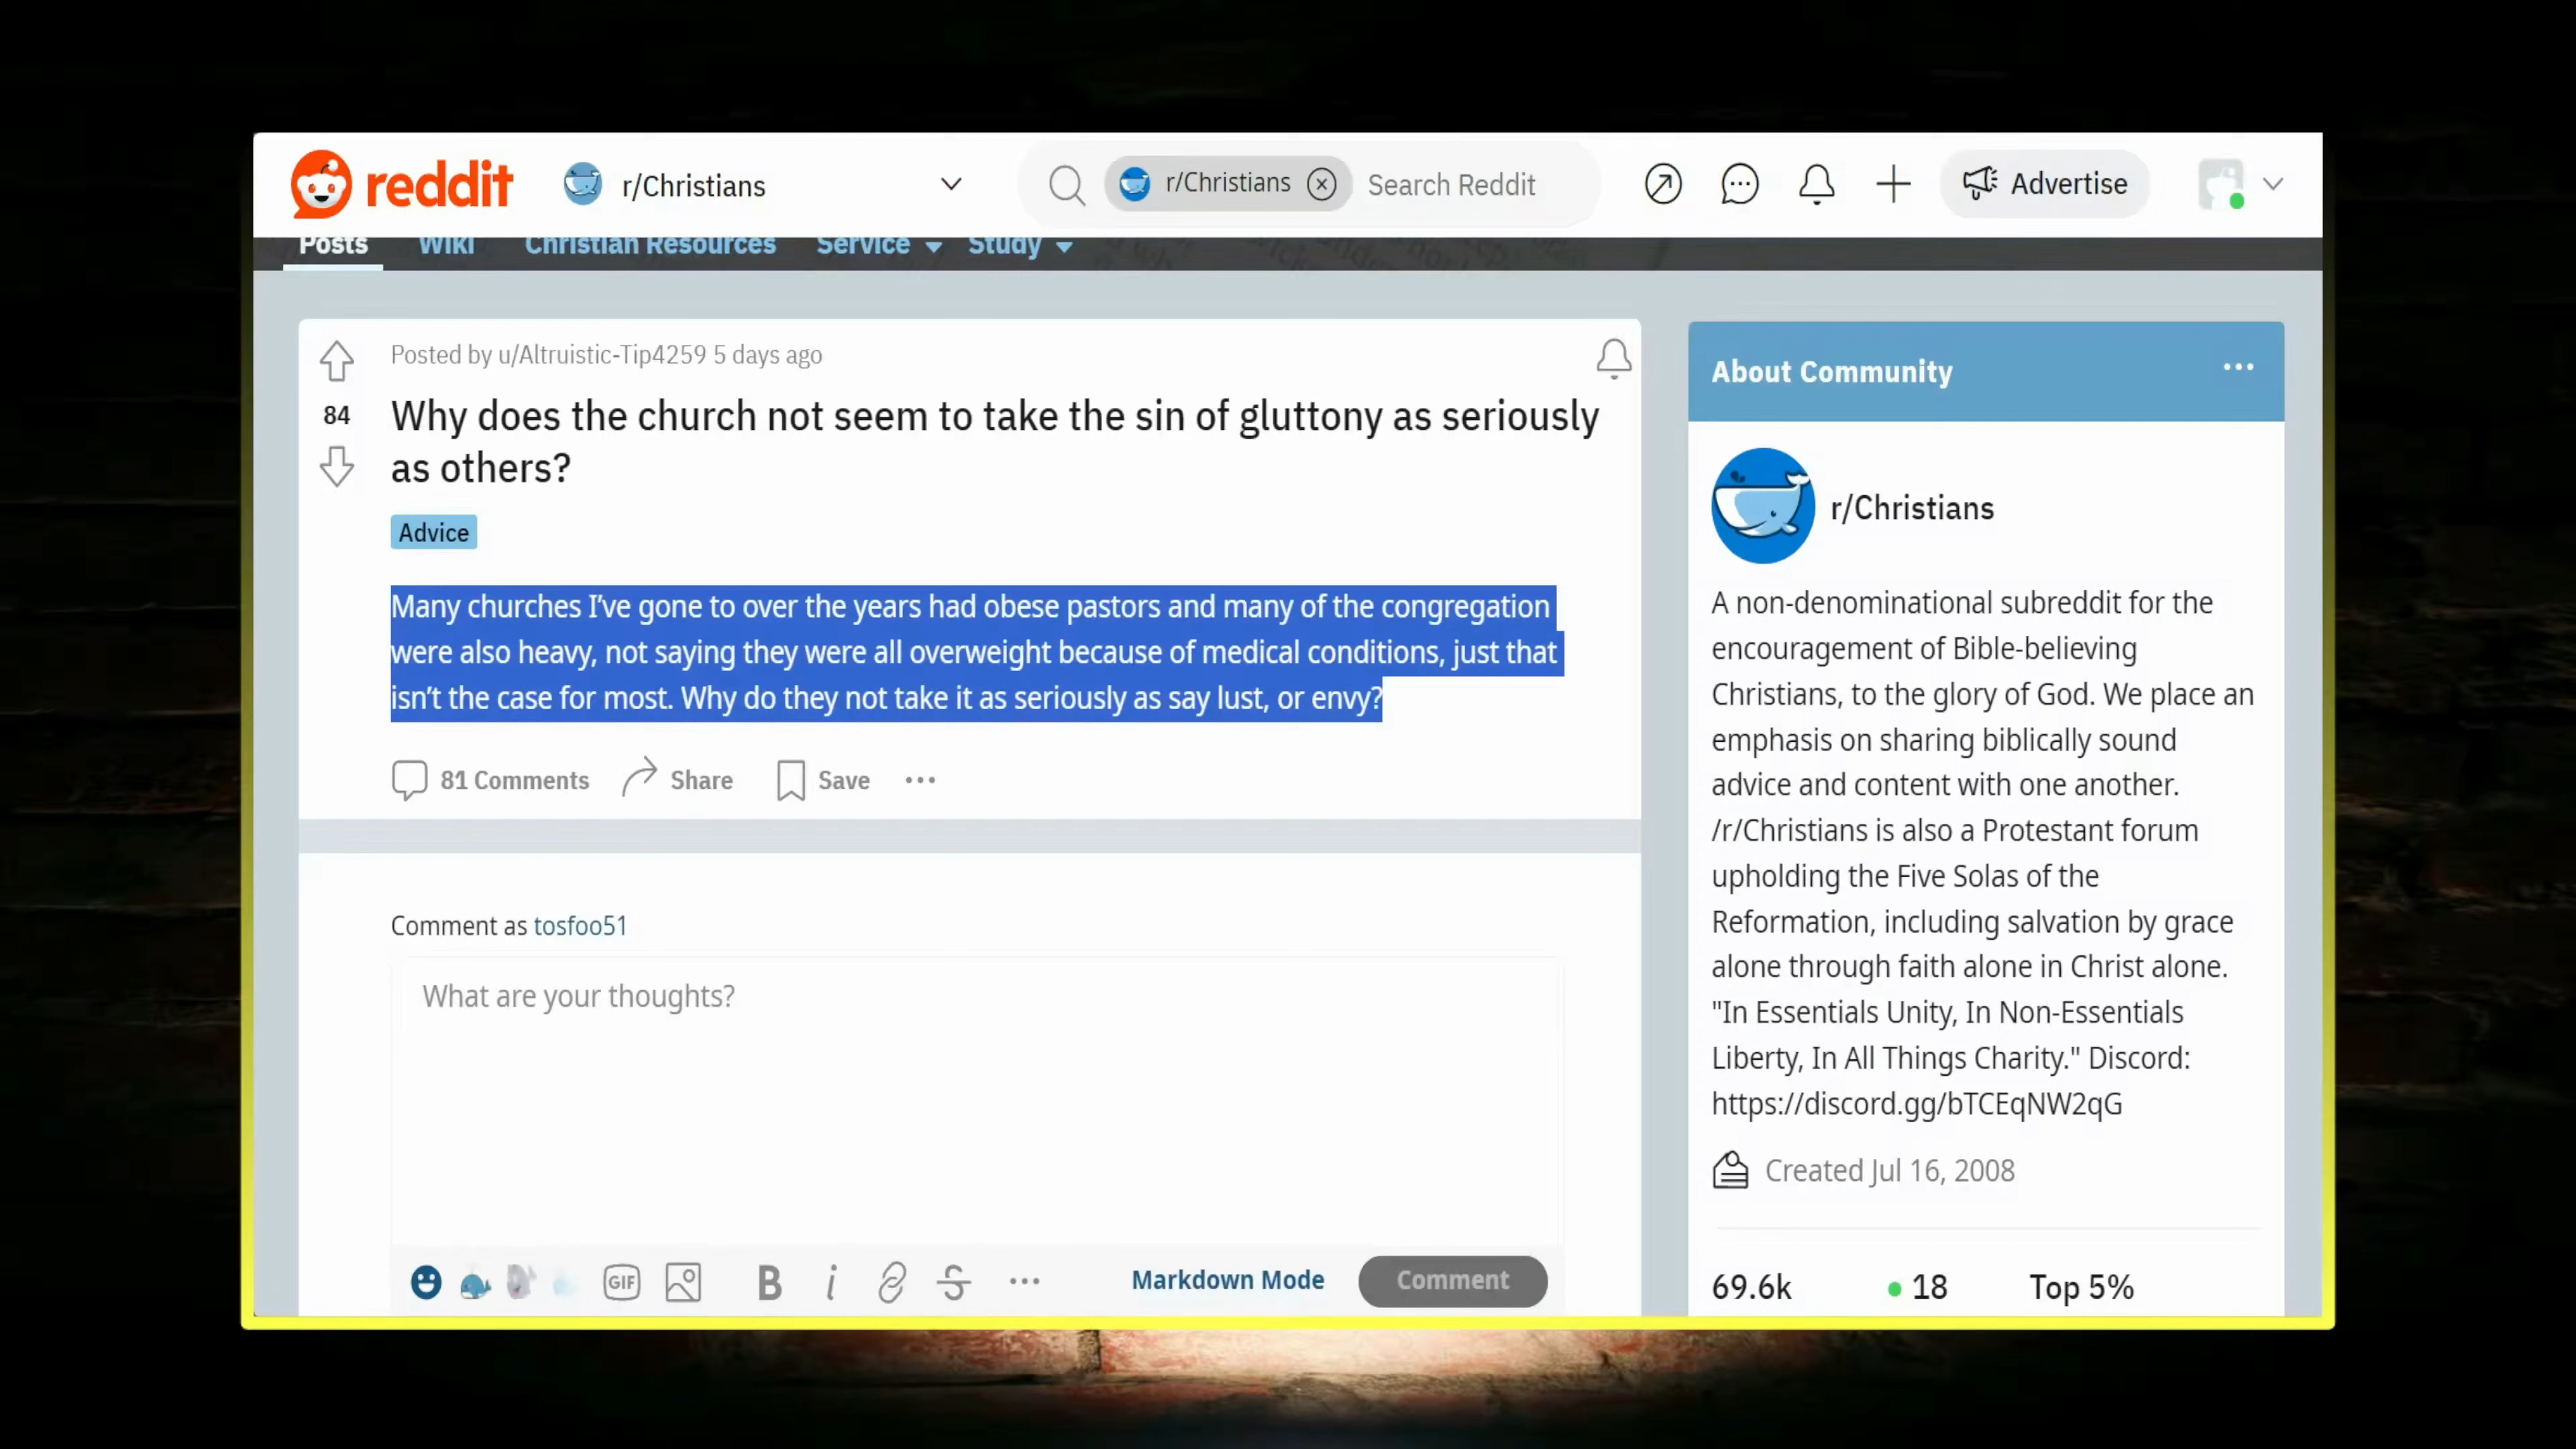 reddit r/Christians r/Christians Search Reddit Advertise
Posts Wiki Christian Resources Service Study
Posted by u/Altruistic-Tip4259 5 days ago
84
Why does the church not seem to take the sin of gluttony as seriously
as others?
Advice
Many churches I've gone to over the years had obese pastors and many of the congregation
were also heavy, not saying they were all overweight because of medical conditions, just that
isn't the case for most. Why do they not take it as seriously as say lust, or envy?
81 Comments Share Save
Comment as tosfoo51
What are your thoughts?
GIF B i S Markdown Mode Comment
About Community
r/Christians
A non-denominational subreddit for the
encouragement of Bible-believing
Christians, to the glory of God. We place an
emphasis on sharing biblically sound
advice and content with one another.
/r/Christians is also a Protestant forum
upholding the Five Solas of the
Reformation, including salvation by grace
alone through faith alone in Christ alone.
"In Essentials Unity, In Non-Essentials
Liberty, In All Things Charity." Discord:
https://discord.gg/bTCEqNW2qG
Created Jul 16, 2008
69.6k 18 Top 5%